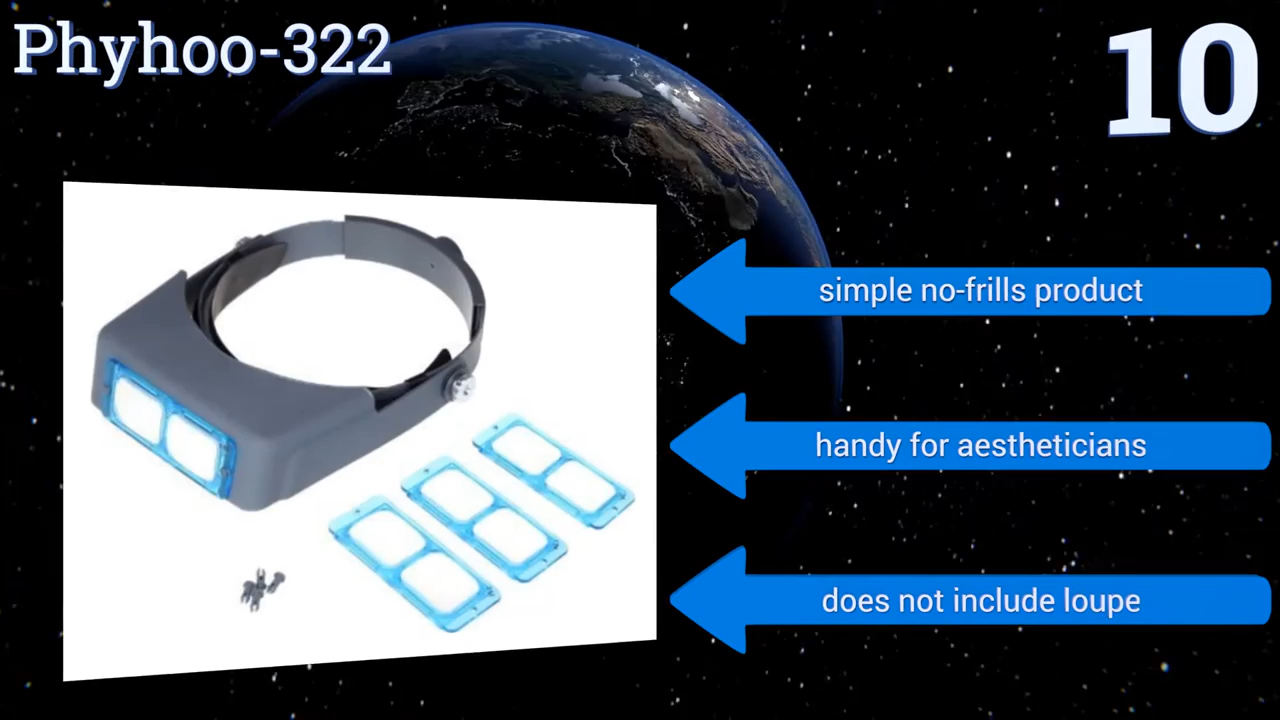 Phyhoo-322
10
simple no-frills product
handy for aestheticians
does not include loupe